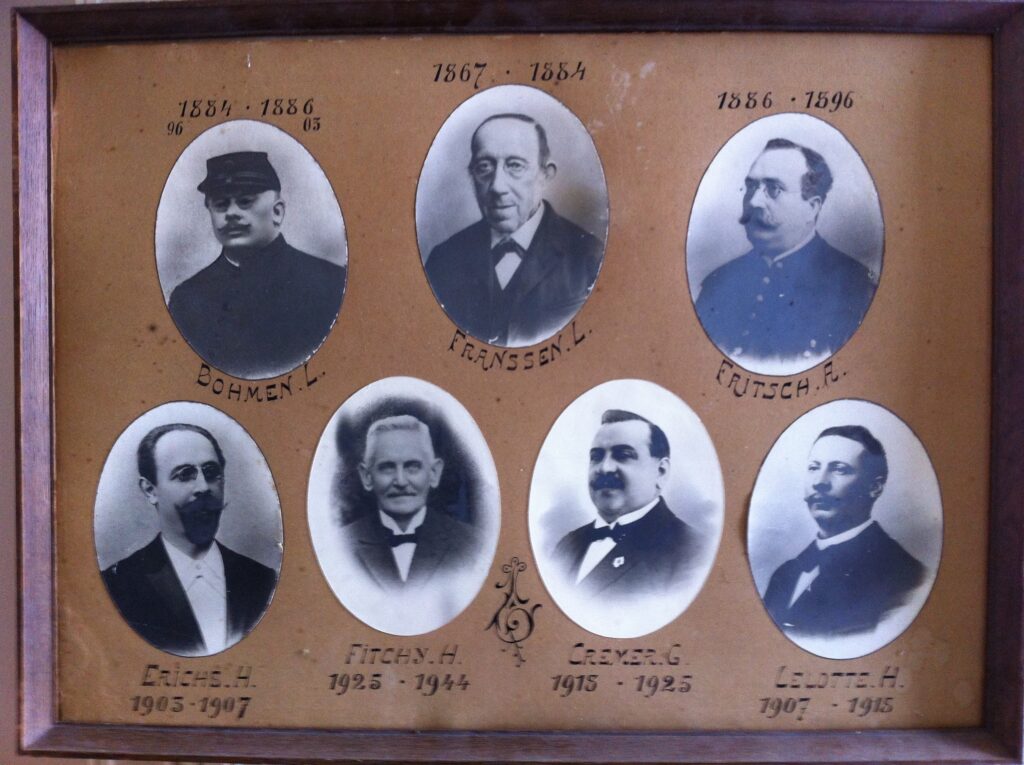 1884 · 1886
96 03
BOHMEN. L.
1867 · 1884
FRANSSEN. L.
1886 · 1896
FRITSCH. A.
ERICHS. H.
1903 - 1907
FITCHY. H.
1925 - 1944
CREMER. G.
1915 - 1925
LELOTTE. H.
1907 - 1915